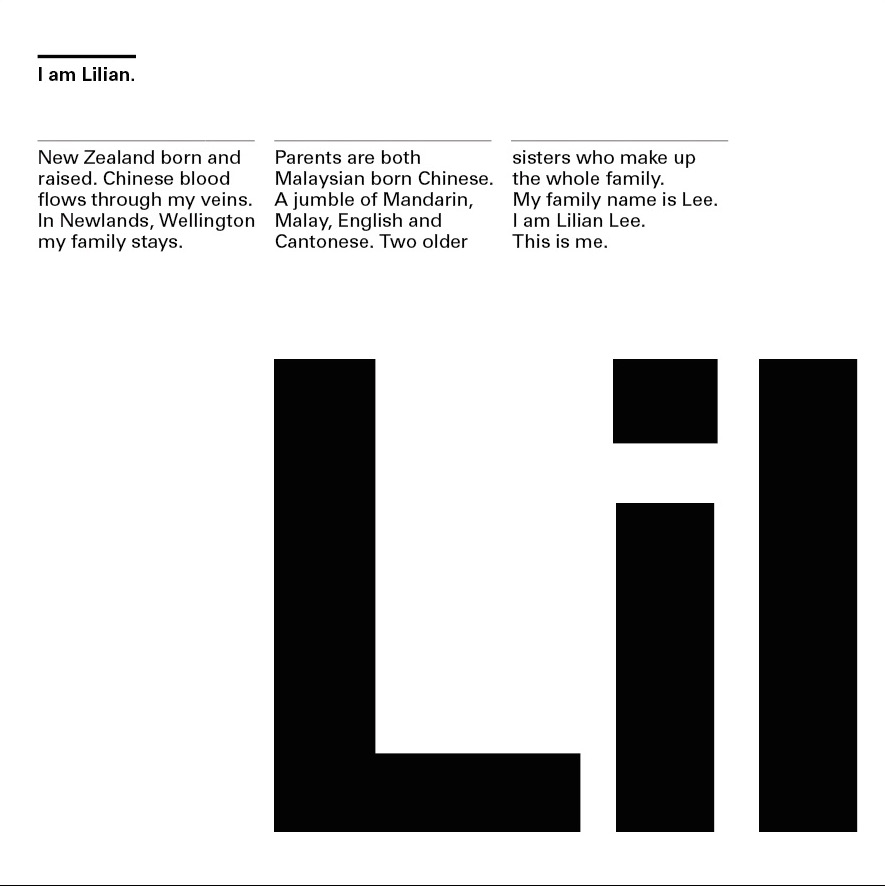 I am Lilian.
New Zealand born and
raised. Chinese blood
flows through my veins.
In Newlands, Wellington
my family stays.
Parents are both
Malaysian born Chinese.
A jumble of Mandarin,
Malay, English and
Cantonese. Two older
sisters who make up
the whole family.
My family name is Lee.
I am Lilian Lee.
This is me.
Lil